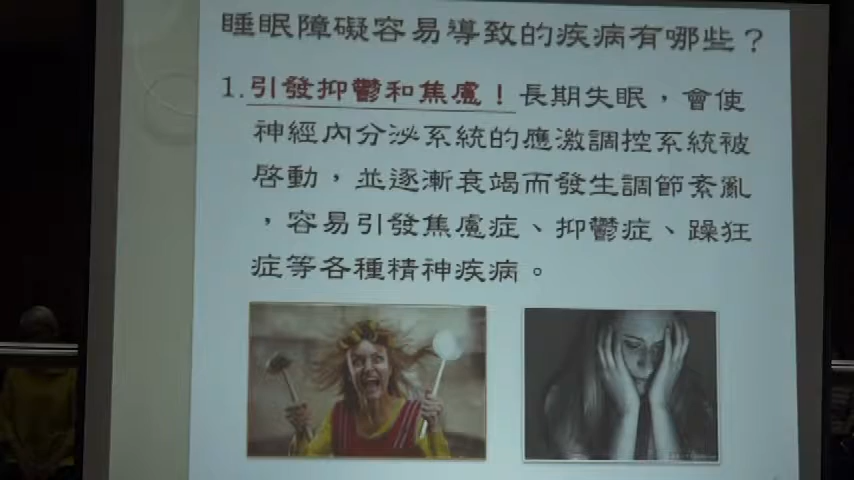 睡眠障礙容易導致的疾病有哪些？
1.引發抑鬱和焦慮！長期失眠，會使
神經內分泌系統的應激調控系統被
啓動，並逐漸衰竭而發生調節紊亂
，容易引發焦慮症、抑鬱症、躁狂
症等各種精神疾病。